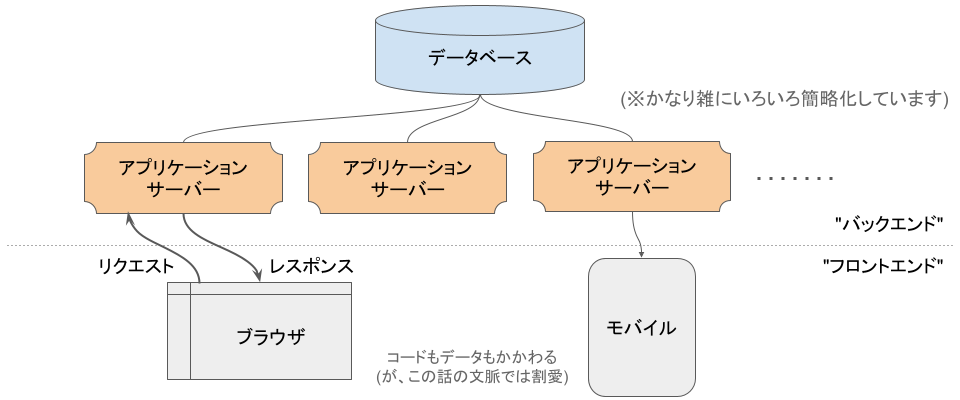 データベース
(※かなり雑にいろいろ簡略化しています)
アプリケーション
サーバー
アプリケーション
サーバー
アプリケーション
サーバー
.......
"バックエンド"
リクエスト
レスポンス
"フロントエンド"
ブラウザ
モバイル
コードもデータもかかわる
(が、この話の文脈では割愛)